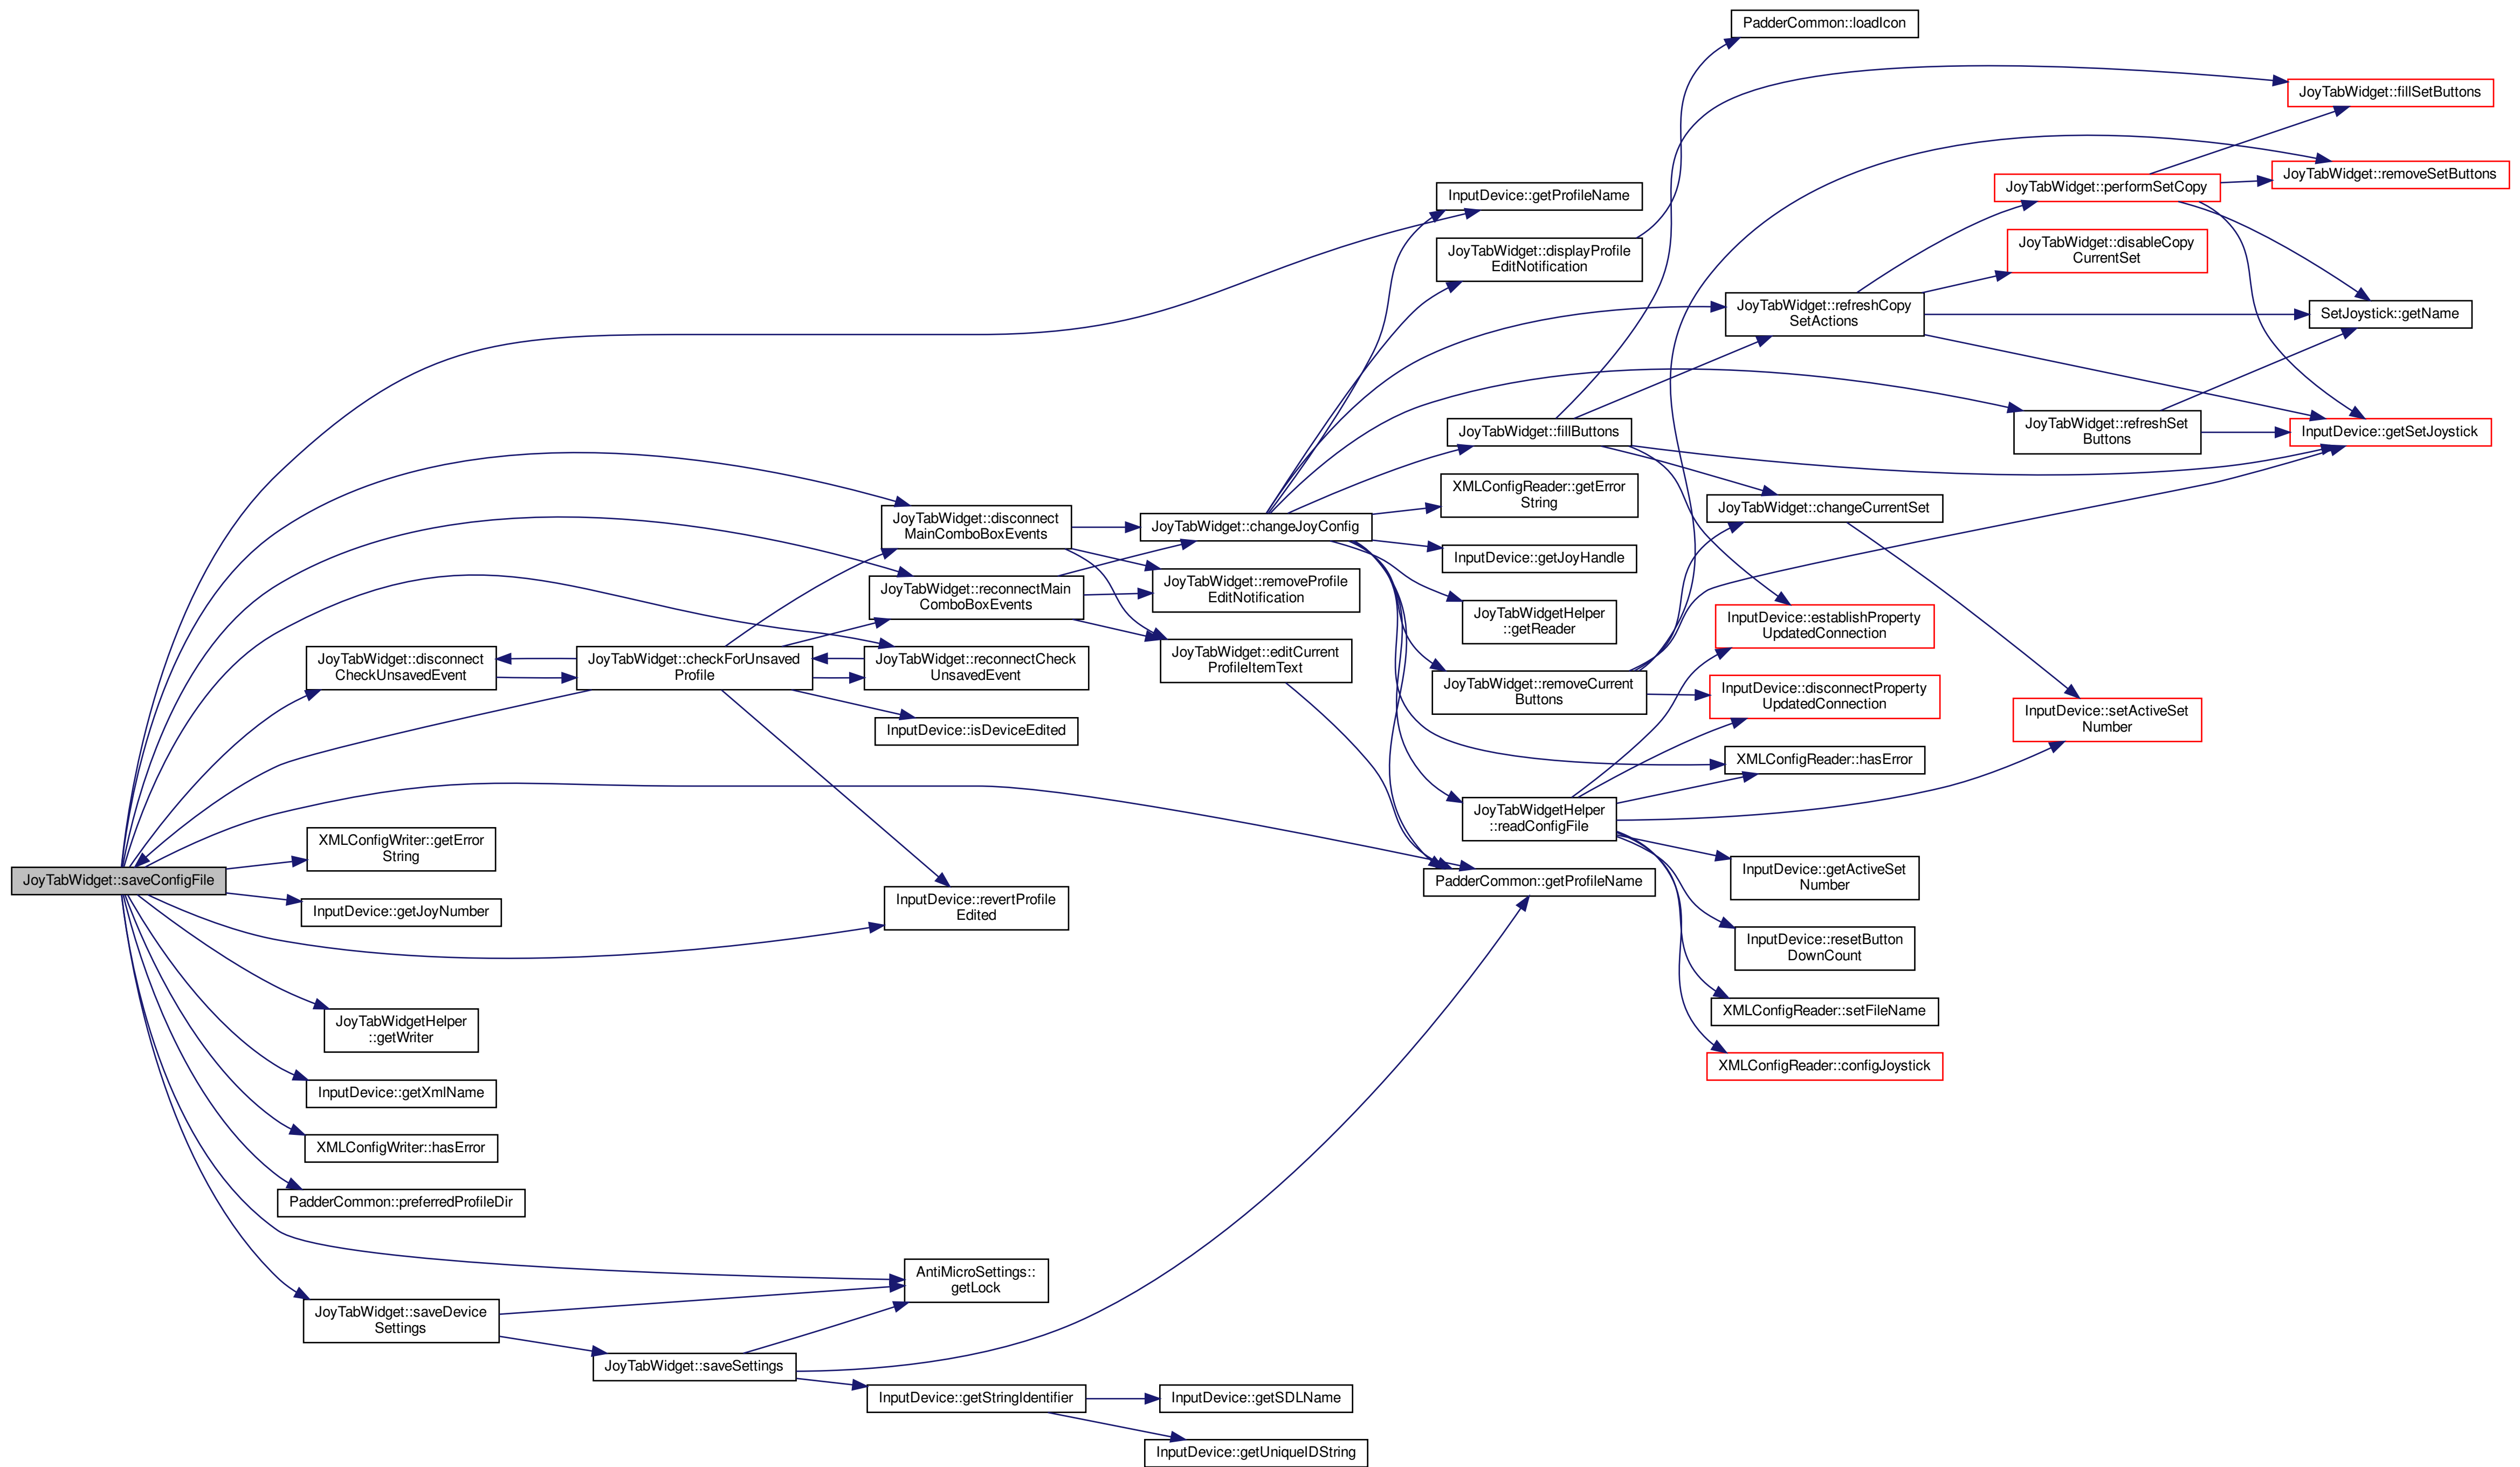 PadderCommon::loadIcon
JoyTabWidget::fillSetButtons
JoyTabWidget::removeSetButtons
JoyTabWidget::performSetCopy
InputDevice::getProfileName
JoyTabWidget::disableCopy
CurrentSet
JoyTabWidget::displayProfile
EditNotification
JoyTabWidget::refreshCopy
SetActions
SetJoystick::getName
JoyTabWidget::fillButtons
JoyTabWidget::refreshSet
Buttons
InputDevice::getSetJoystick
XMLConfigReader::getError
String
JoyTabWidget::changeCurrentSet
JoyTabWidget::disconnect
MainComboBoxEvents
JoyTabWidget::changeJoyConfig
InputDevice::getJoyHandle
JoyTabWidget::reconnectMain
ComboBoxEvents
JoyTabWidget::removeProfile
EditNotification
JoyTabWidgetHelper
::getReader
InputDevice::establishProperty
UpdatedConnection
JoyTabWidget::disconnect
CheckUnsavedEvent
JoyTabWidget::checkForUnsaved
Profile
JoyTabWidget::reconnectCheck
UnsavedEvent
JoyTabWidget::editCurrent
ProfileItemText
JoyTabWidget::removeCurrent
Buttons
InputDevice::disconnectProperty
UpdatedConnection
InputDevice::setActiveSet
Number
InputDevice::isDeviceEdited
XMLConfigReader::hasError
JoyTabWidgetHelper
::readConfigFile
XMLConfigWriter::getError
String
JoyTabWidget::saveConfigFile
PadderCommon::getProfileName
InputDevice::getActiveSet
Number
InputDevice::getJoyNumber
InputDevice::revertProfile
Edited
InputDevice::resetButton
DownCount
JoyTabWidgetHelper
::getWriter
XMLConfigReader::setFileName
XMLConfigReader::configJoystick
InputDevice::getXmlName
XMLConfigWriter::hasError
PadderCommon::preferredProfileDir
AntiMicroSettings::
getLock
JoyTabWidget::saveDevice
Settings
JoyTabWidget::saveSettings
InputDevice::getStringIdentifier
InputDevice::getSDLName
InputDevice::getUniqueIDString